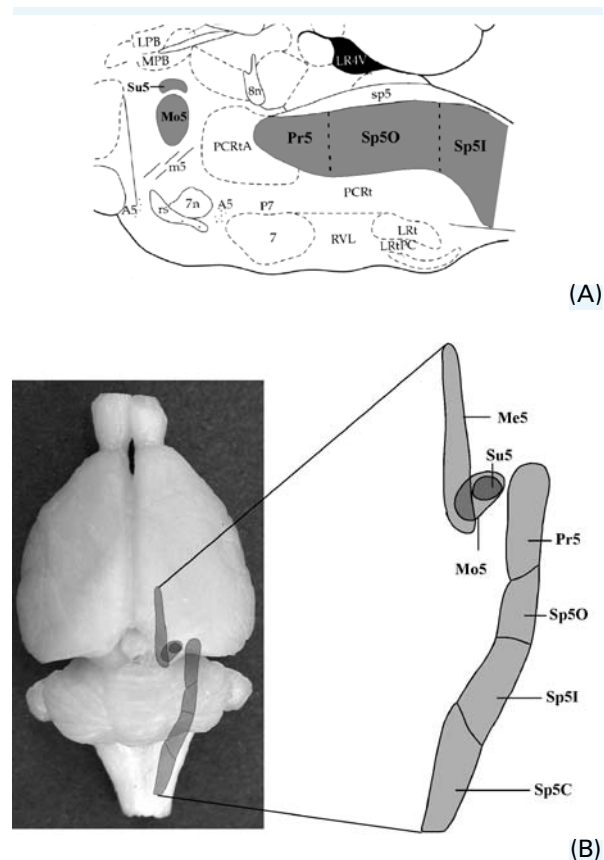 LPB
MPB
LR4V
Su5
8n
sp5
Mo5
PCRtA
Pr5
Sp5O
Sp5I
m5
PCRt
A5
rs
7n
A5
P7
7
RVL
LRt
LRtPC
(A)
Me5
Su5
Mo5
Pr5
Sp5O
Sp5I
Sp5C
(B)